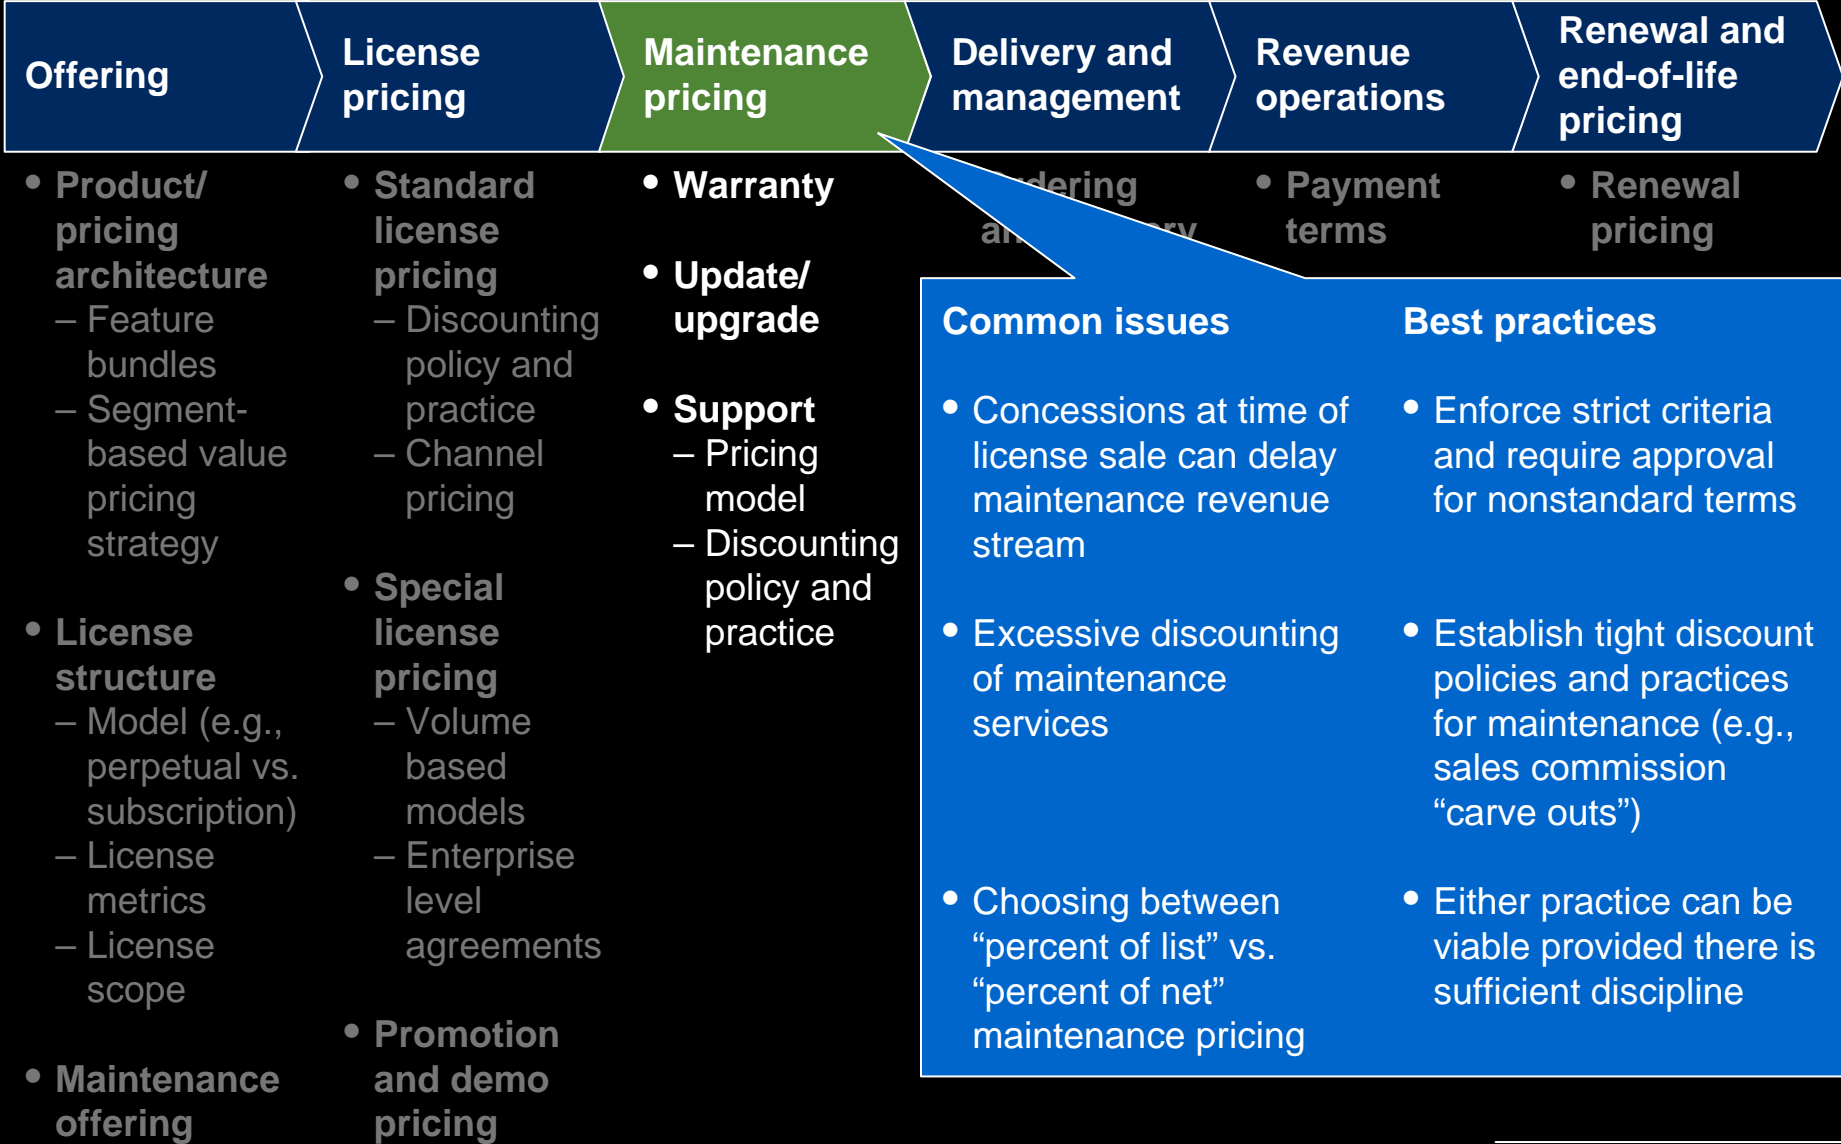 Offering
License
pricing
Maintenance
pricing
Delivery and
management
Revenue
operations
Renewal and
end-of-life
pricing
• Product/
pricing
architecture
– Feature
bundles
– Segment-
based value
pricing
strategy
• License
structure
– Model (e.g.,
perpetual vs.
subscription)
– License
metrics
– License
scope
• Maintenance
offering
• Standard
license
pricing
– Discounting
policy and
practice
– Channel
pricing
• Special
license
pricing
– Volume
based
models
– Enterprise
level
agreements
• Promotion
and demo
pricing
• Warranty
• Update/
upgrade
• Support
– Pricing
model
– Discounting
policy and
practice
• Payment
terms
• Renewal
pricing
Common issues
• Concessions at time of
license sale can delay
maintenance revenue
stream
• Excessive discounting
of maintenance
services
• Choosing between
“percent of list” vs.
“percent of net”
maintenance pricing
Best practices
• Enforce strict criteria
and require approval
for nonstandard terms
• Establish tight discount
policies and practices
for maintenance (e.g.,
sales commission
“carve outs”)
• Either practice can be
viable provided there is
sufficient discipline